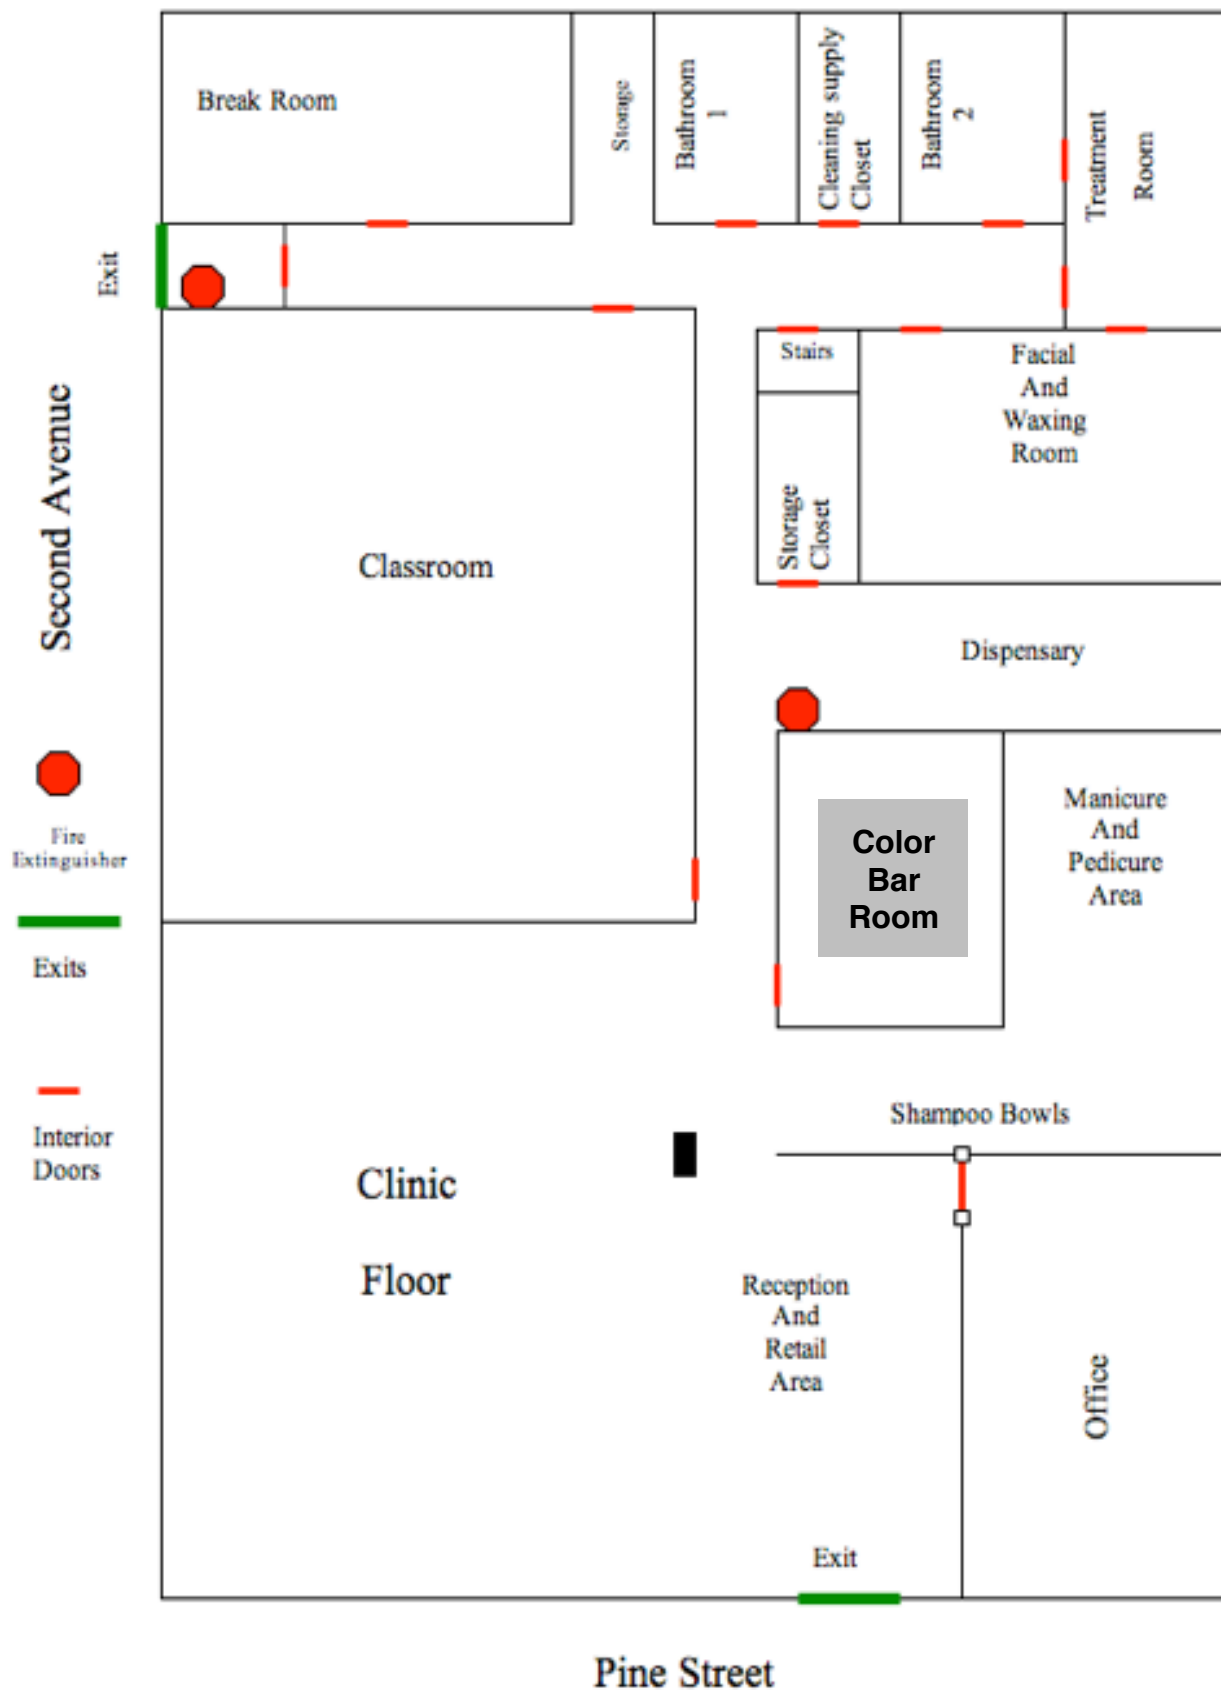 Break Room
Storage
Bathroom
1
Cleaning supply
Closet
Bathroom
2
Treatment
Room
Exit
Stairs
Facial
And
Waxing
Room
Second Avenue
Storage
Closet
Classroom
Dispensary
Fire
Extinguisher
Color
Bar
Room
Manicure
And
Pedicure
Area
Exits
Interior
Doors
Shampoo Bowls
Clinic
Floor
Reception
And
Retail
Area
Office
Exit
Pine Street